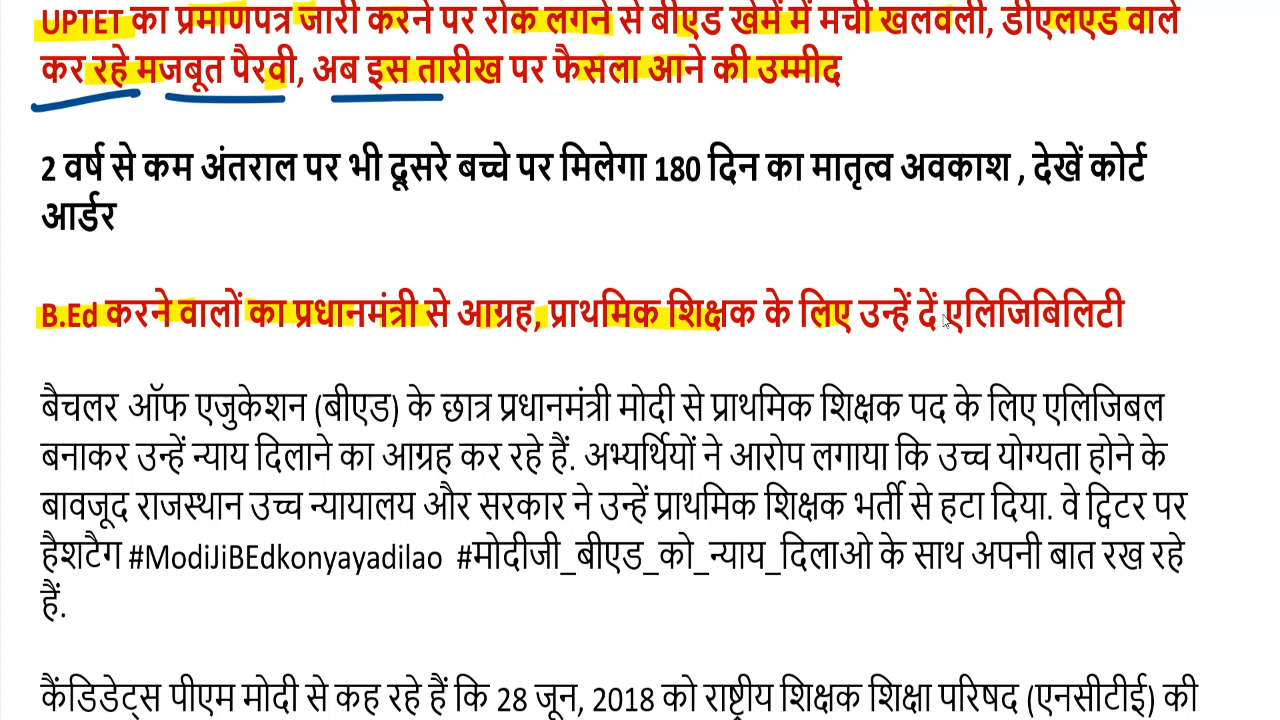 UPTET का प्रमाणपत्र जारी करने पर रोक लगने से बीएड खेमें में मची खलवली, डीएलएड वाले
कर रहे मजबूत पैरवी, अब इस तारीख पर फैसला आने की उम्मीद
2 वर्ष से कम अंतराल पर भी दूसरे बच्चे पर मिलेगा 180 दिन का मातृत्व अवकाश , देखें कोर्ट
आर्डर
B.Ed करने वालों का प्रधानमंत्री से आग्रह, प्राथमिक शिक्षक के लिए उन्हें दें एलिजिबिलिटी
बैचलर ऑफ एजुकेशन (बीएड) के छात्र प्रधानमंत्री मोदी से प्राथमिक शिक्षक पद के लिए एलिजिबल
बनाकर उन्हें न्याय दिलाने का आग्रह कर रहे हैं. अभ्यर्थियों ने आरोप लगाया कि उच्च योग्यता होने के
बावजूद राजस्थान उच्च न्यायालय और सरकार ने उन्हें प्राथमिक शिक्षक भर्ती से हटा दिया. वे ट्विटर पर
हैशटैग #ModiJiBEdkonyayadilao #मोदीजी_बीएड_को_न्याय_दिलाओ के साथ अपनी बात रख रहे
हैं.
कैंडिडेट्स पीएम मोदी से कह रहे हैं कि 28 जून, 2018 को राष्ट्रीय शिक्षक शिक्षा परिषद (एनसीटीई) की